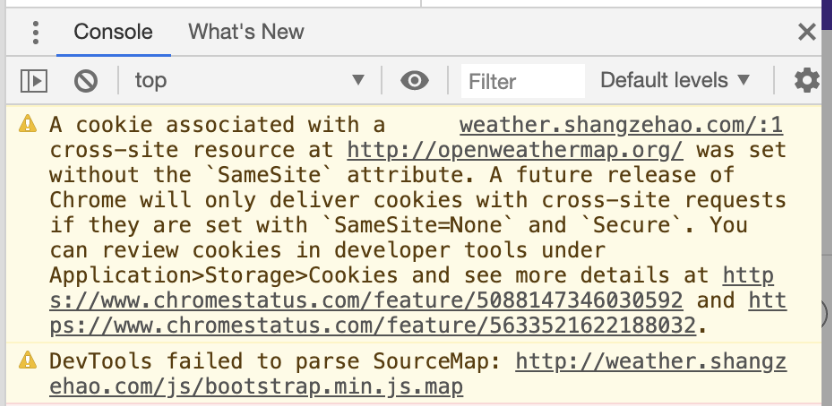 Console What's New
top Filter Default levels
A cookie associated with a weather.shangzehao.com/:1
cross-site resource at http://openweathermap.org/ was set
without the `SameSite` attribute. A future release of
Chrome will only deliver cookies with cross-site requests
if they are set with `SameSite=None` and `Secure`. You
can review cookies in developer tools under
Application>Storage>Cookies and see more details at http
s://www.chromestatus.com/feature/5088147346030592 and htt
ps://www.chromestatus.com/feature/5633521622188032.
DevTools failed to parse SourceMap: http://weather.shangz
ehao.com/js/bootstrap.min.js.map